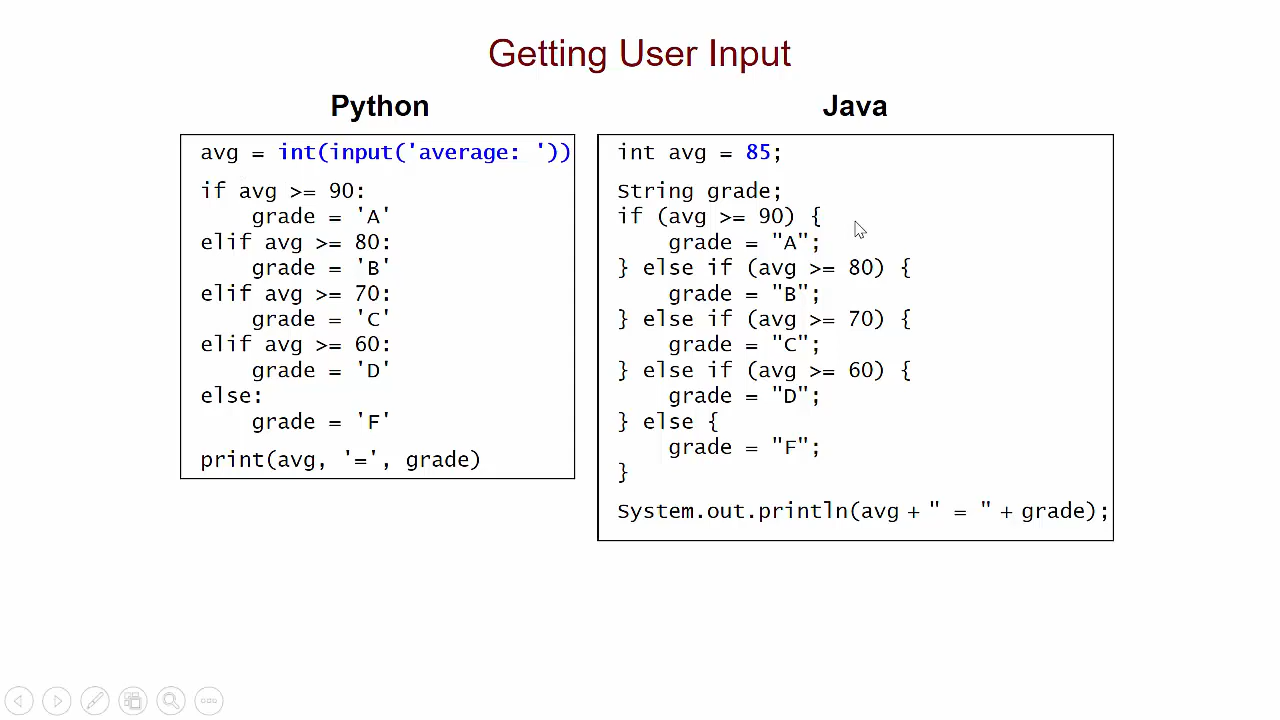 Getting User Input
Python
avg = int(input('average: '))
if avg >= 90:
    grade = 'A'
elif avg >= 80:
    grade = 'B'
elif avg >= 70:
    grade = 'C'
elif avg >= 60:
    grade = 'D'
else:
    grade = 'F'
print(avg, '=', grade)
Java
int avg = 85;
String grade;
if (avg >= 90) {
    grade = "A";
} else if (avg >= 80) {
    grade = "B";
} else if (avg >= 70) {
    grade = "C";
} else if (avg >= 60) {
    grade = "D";
} else {
    grade = "F";
}
System.out.println(avg + " = " + grade);